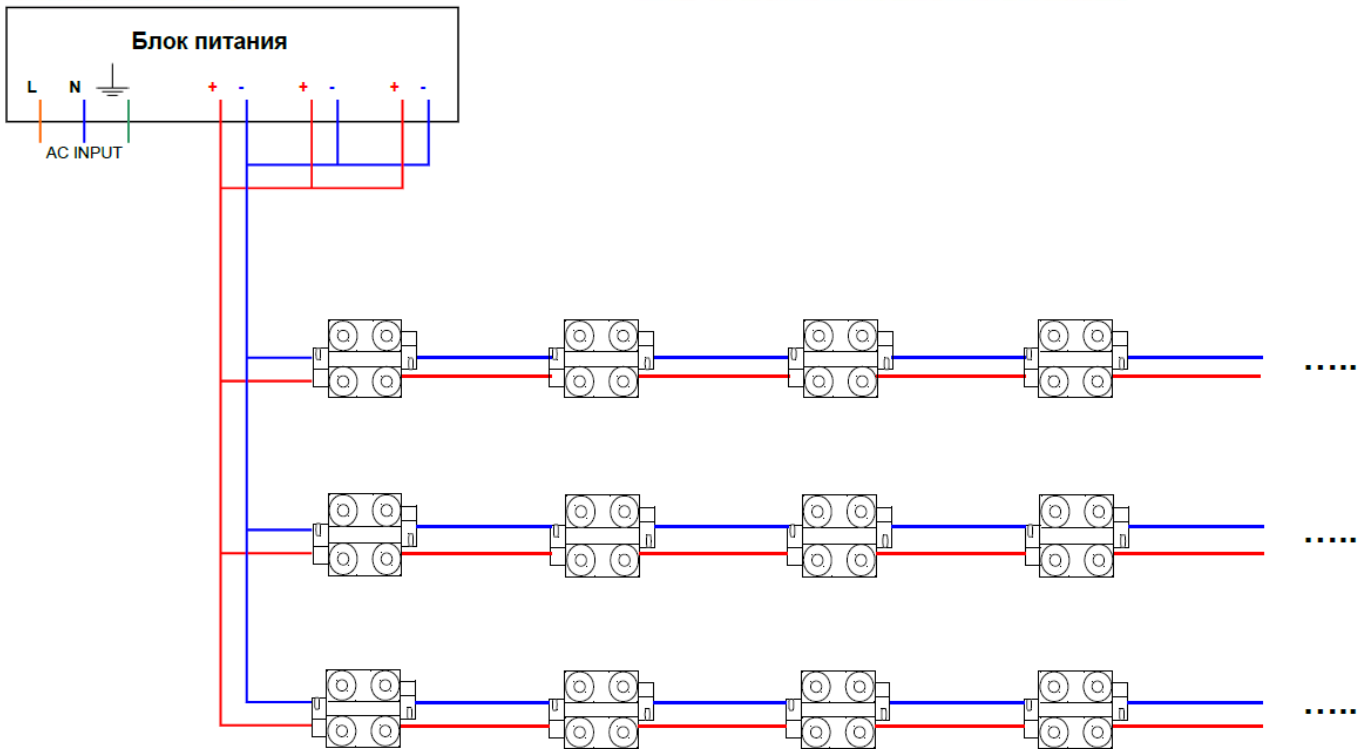 Блок питания
L N + - + - + -
AC INPUT
.....
.....
.....